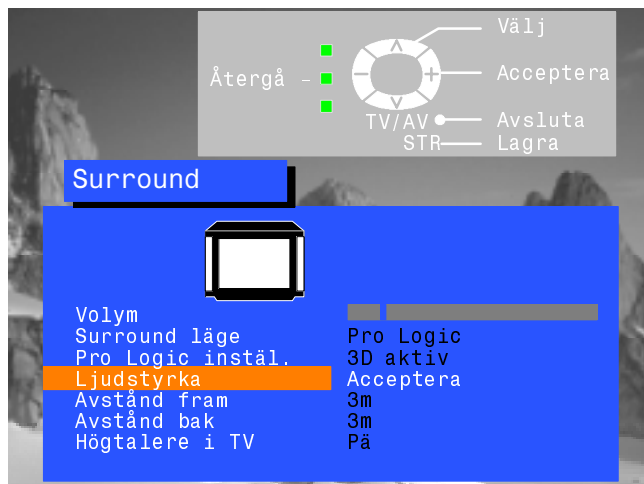 Välj
Återgå – Acceptera
TV/AV Avsluta
STR Lagra
Surround
Volym
Surround läge Pro Logic
Pro Logic instäl. 3D aktiv
Ljudstyrka Acceptera
Avstånd fram 3m
Avstånd bak 3m
Högtalere i TV Pä